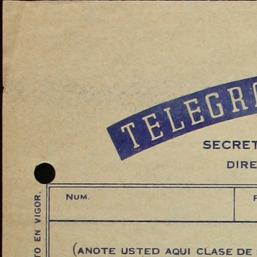 TELEGR
SECRET
DIRE
NUM.
(ANOTE USTED AQUI CLASE DE
TO EN VIGOR.